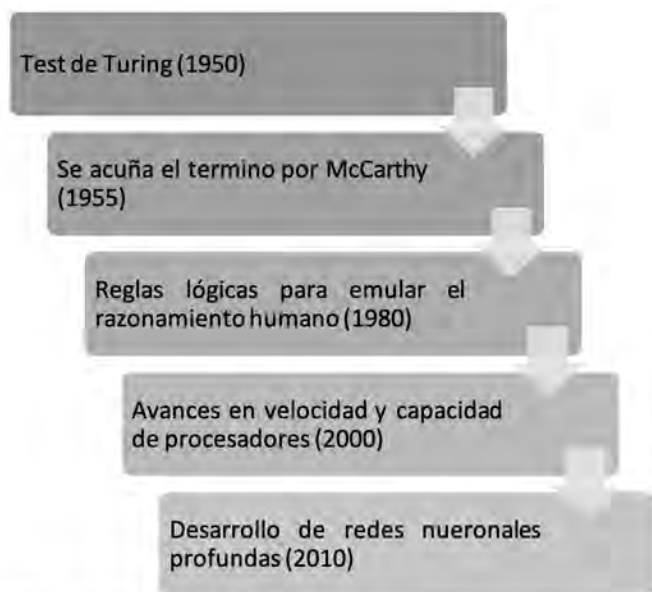 Test de Turing (1950)
Se acuña el termino por McCarthy
(1955)
Reglas lógicas para emular el
razonamiento humano (1980)
Avances en velocidad y capacidad
de procesadores (2000)
Desarrollo de redes nueronales
profundas (2010)